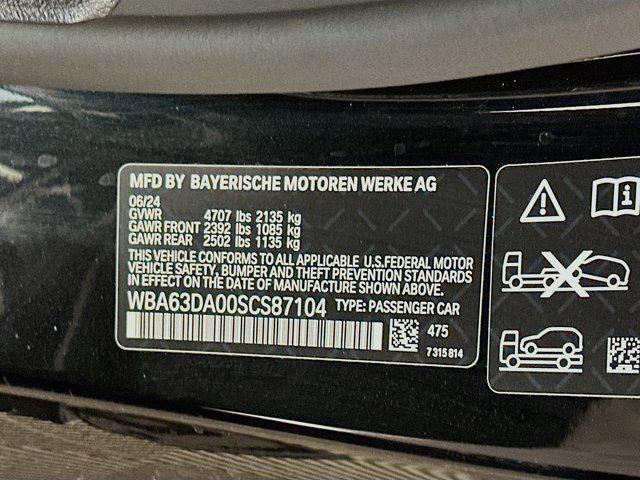 MFD BY BAYERISCHE MOTOREN WERKE AG
06/24
GVWR 4707 lbs 2135 kg
GAWR FRONT 2392 lbs 1085 kg
GAWR REAR 2502 lbs 1135 kg
THIS VEHICLE CONFORMS TO ALL APPLICABLE U.S.FEDERAL MOTOR
VEHICLE SAFETY, BUMPER AND THEFT PREVENTION STANDARDS
IN EFFECT ON THE DATE OF MANUFACTURE SHOWN ABOVE.
WBA63DA00SCS87104 TYPE: PASSENGER CAR
475
7315814